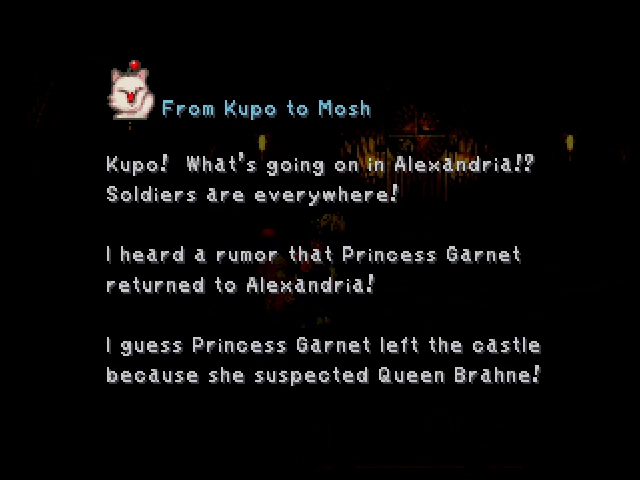 From Kupo to Mosh
Kupo! What's going on in Alexandria!?
Soldiers are everywhere!
I heard a rumor that Princess Garnet
returned to Alexandria!
I guess Princess Garnet left the castle
because she suspected Queen Brahne!